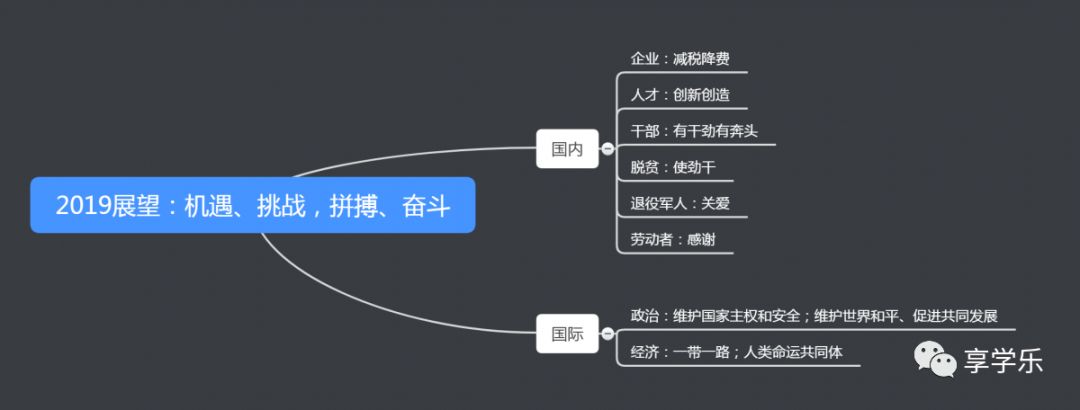 2019展望：机遇、挑战，拼搏、奋斗
国内
企业：减税降费
人才：创新创造
干部：有干劲有奔头
脱贫：使劲干
退役军人：关爱
劳动者：感谢
国际
政治：维护国家主权和安全；维护世界和平、促进共同发展
经济：一带一路；人类命运共同体
享学乐